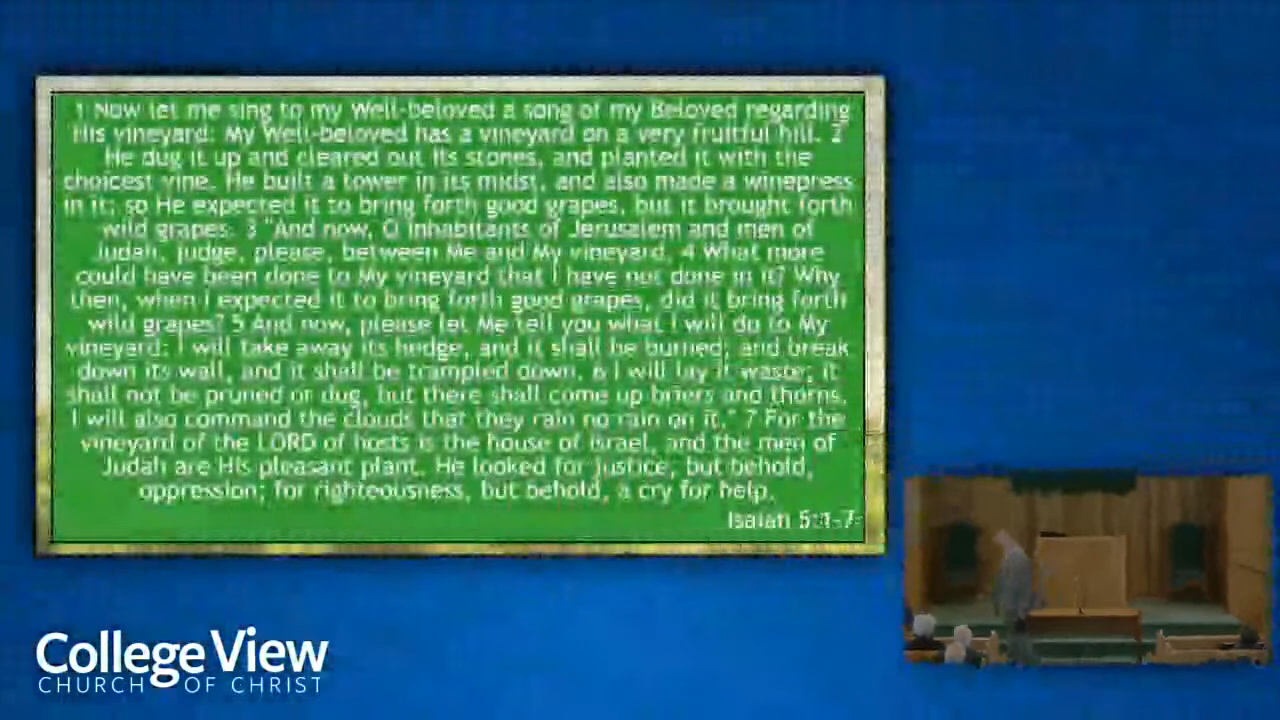 1 Now let me sing to my Well-beloved a song of my Beloved regarding
His vineyard: My Well-beloved has a vineyard on a very fruitful hill. 2
He dug it up and cleared out its stones, and planted it with the
choicest vine. He built a tower in its midst, and also made a winepress
in it; so He expected it to bring forth good grapes, but it brought forth
wild grapes. 3 "And now, O inhabitants of Jerusalem and men of
Judah, judge, please, between Me and My vineyard. 4 What more
could have been done to My vineyard that I have not done in it? Why
then, when I expected it to bring forth good grapes, did it bring forth
wild grapes? 5 And now, please let Me tell you what I will do to My
vineyard: I will take away its hedge, and it shall be burned; and break
down its wall, and it shall be trampled down. 6 I will lay it waste; it
shall not be pruned or dug, but there shall come up briers and thorns.
I will also command the clouds that they rain no rain on it." 7 For the
vineyard of the LORD of hosts is the house of Israel, and the men of
Judah are His pleasant plant. He looked for justice, but behold,
oppression; for righteousness, but behold, a cry for help.
Isaiah 5:1-7
College View
CHURCH OF CHRIST